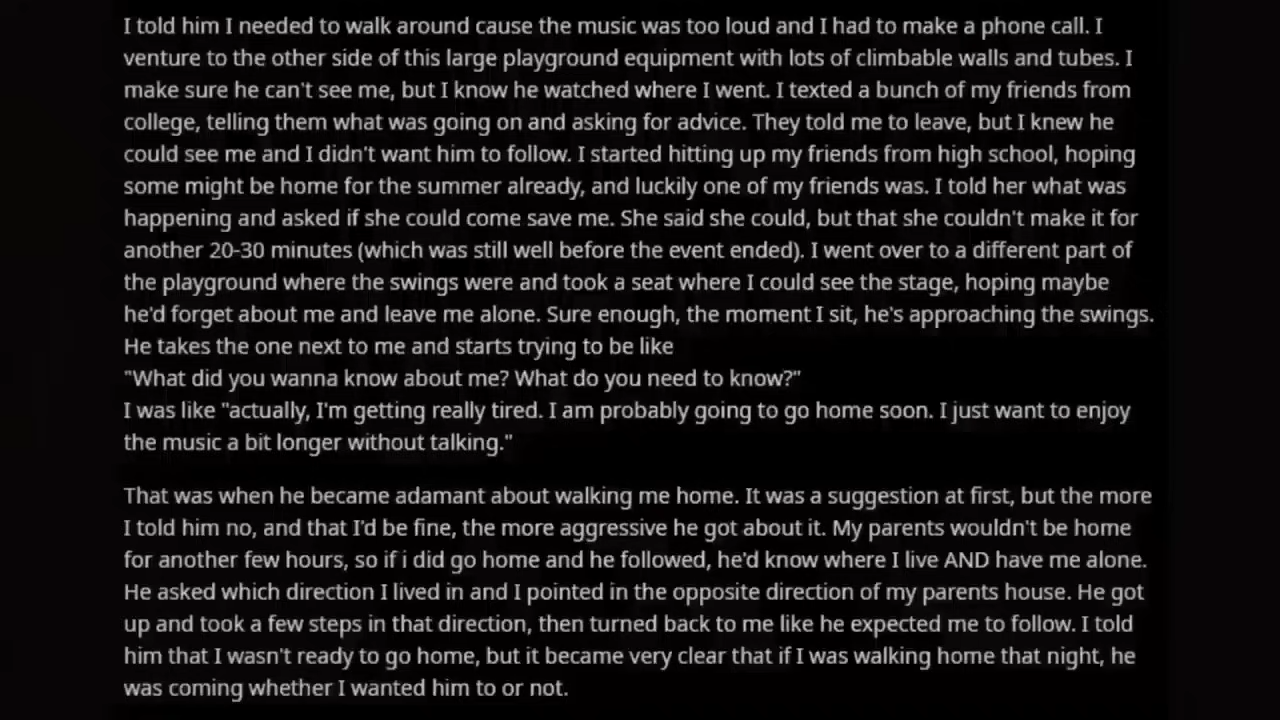 I told him I needed to walk around cause the music was too loud and I had to make a phone call. I
venture to the other side of this large playground equipment with lots of climbable walls and tubes. I
make sure he can't see me, but I know he watched where I went. I texted a bunch of my friends from
college, telling them what was going on and asking for advice. They told me to leave, but I knew he
could see me and I didn't want him to follow. I started hitting up my friends from high school, hoping
some might be home for the summer already, and luckily one of my friends was. I told her what was
happening and asked if she could come save me. She said she could, but that she couldn't make it for
another 20-30 minutes (which was still well before the event ended). I went over to a different part of
the playground where the swings were and took a seat where I could see the stage, hoping maybe
he'd forget about me and leave me alone. Sure enough, the moment I sit, he's approaching the swings.
He takes the one next to me and starts trying to be like
"What did you wanna know about me? What do you need to know?"
I was like "actually, I'm getting really tired. I am probably going to go home soon. I just want to enjoy
the music a bit longer without talking."
That was when he became adamant about walking me home. It was a suggestion at first, but the more
I told him no, and that I'd be fine, the more aggressive he got about it. My parents wouldn't be home
for another few hours, so if i did go home and he followed, he'd know where I live AND have me alone.
He asked which direction I lived in and I pointed in the opposite direction of my parents house. He got
up and took a few steps in that direction, then turned back to me like he expected me to follow. I told
him that I wasn't ready to go home, but it became very clear that if I was walking home that night, he
was coming whether I wanted him to or not.